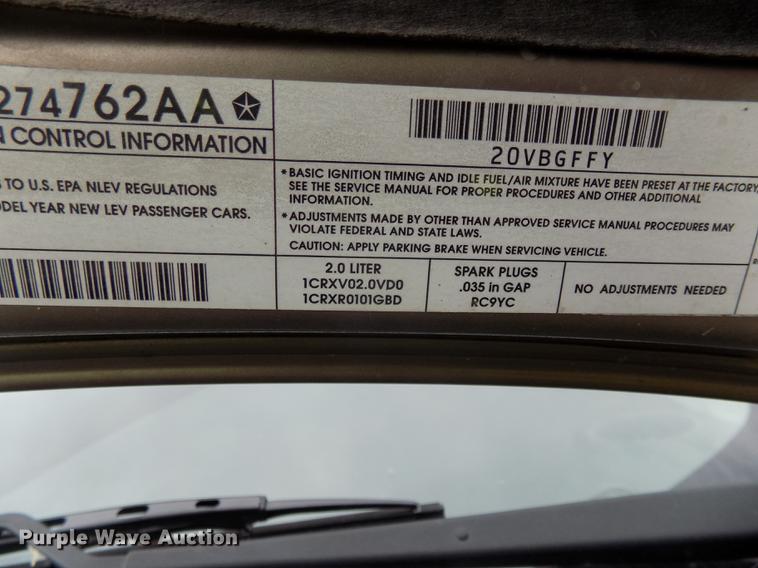 274762AA
N CONTROL INFORMATION
TO U.S. EPA NLEV REGULATIONS
YEAR NEW LEV PASSENGER CARS.
20VBGFFY
*BASIC IGNITION TIMING AND IDLE FUEL/AIR MIXTURE HAVE BEEN PRESET AT THE FACTORY.
SEE THE SERVICE MANUAL FOR PROPER PROCEDURES AND OTHER ADDITIONAL
INFORMATION.
*ADJUSTMENTS MADE BY OTHER THAN APPROVED SERVICE MANUAL PROCEDURES MAY
VIOLATE FEDERAL AND STATE LAWS.
CAUTION: APPLY PARKING BRAKE WHEN SERVICING VEHICLE.
2.0 LITER
1CRXV02.0VD0
1CRXR0101GBD
SPARK PLUGS
.035 in GAP
RC9YC
NO ADJUSTMENTS NEEDED
Purple Wave Auction